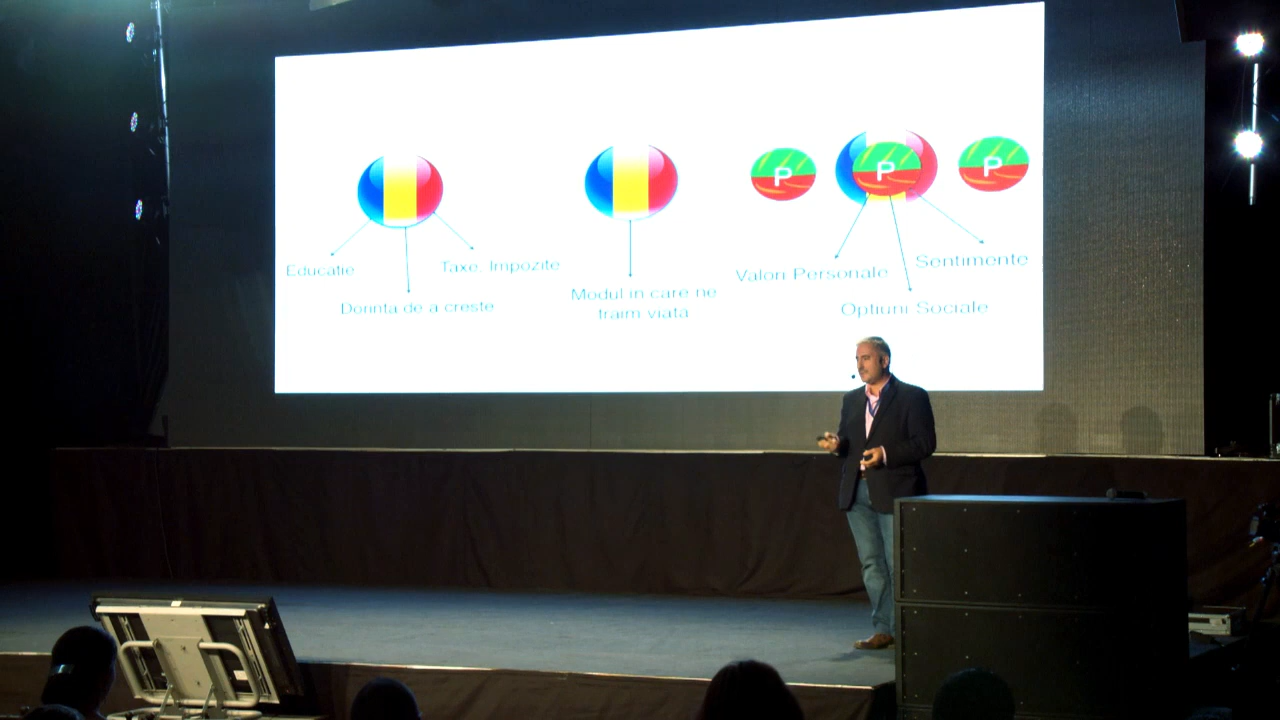 P
P
P
Educatie
Taxe. Impozite
Dorinta de a creste
Modul in care ne
traim viata
Valori Personale
Sentimente
Optiuni Sociale